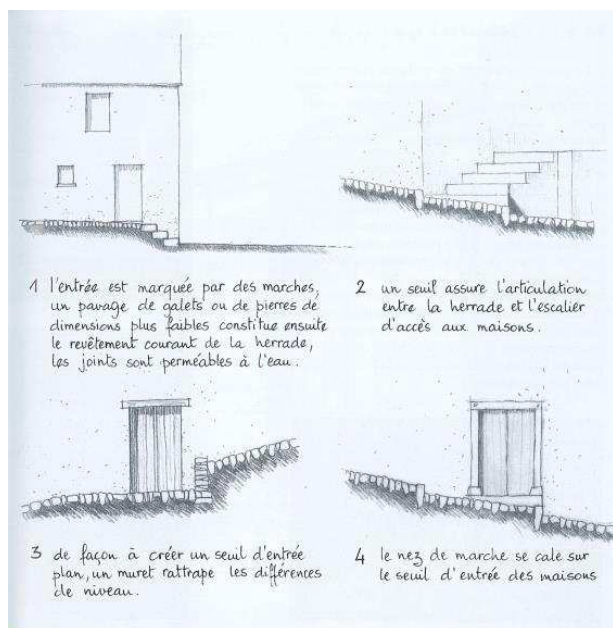 1 l'entrée est marquée par des marches,
un pavage de galets ou de pierres de
dimensions plus faibles constitue ensuite
le revêtement courant de la herrade,
les joints sont perméables à l'eau.
2 un seuil assure l'articulation
entre la herrade et l'escalier
d'accès aux maisons.
3 de façon à créer un seuil d'entrée
plan, un muret rattrape les différences
de niveau.
4 le nez de marche se cale sur
le seuil d'entrée des maisons